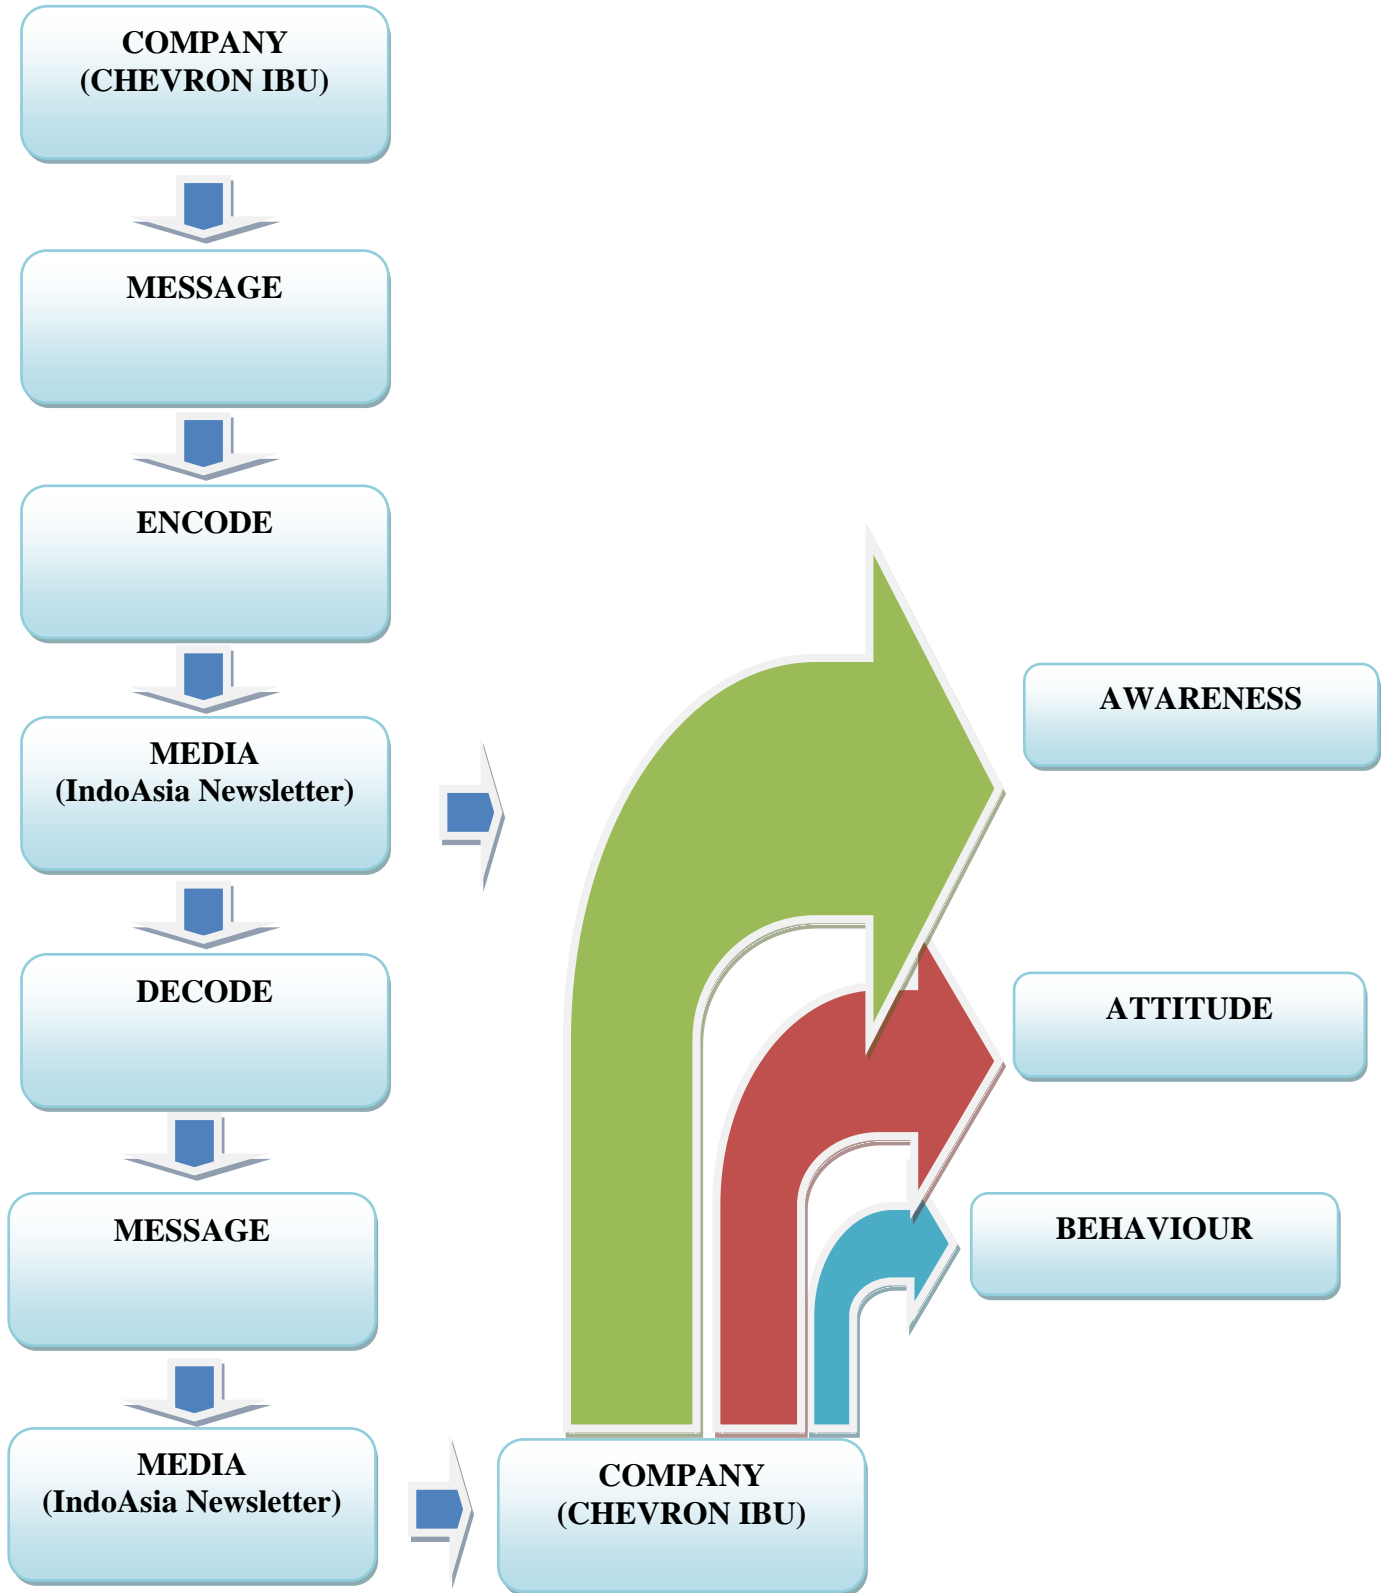 COMPANY
(CHEVRON IBU)
MESSAGE
ENCODE
MEDIA
(IndoAsia Newsletter)
DECODE
MESSAGE
MEDIA
(IndoAsia Newsletter)
COMPANY
(CHEVRON IBU)
AWARENESS
ATTITUDE
BEHAVIOUR